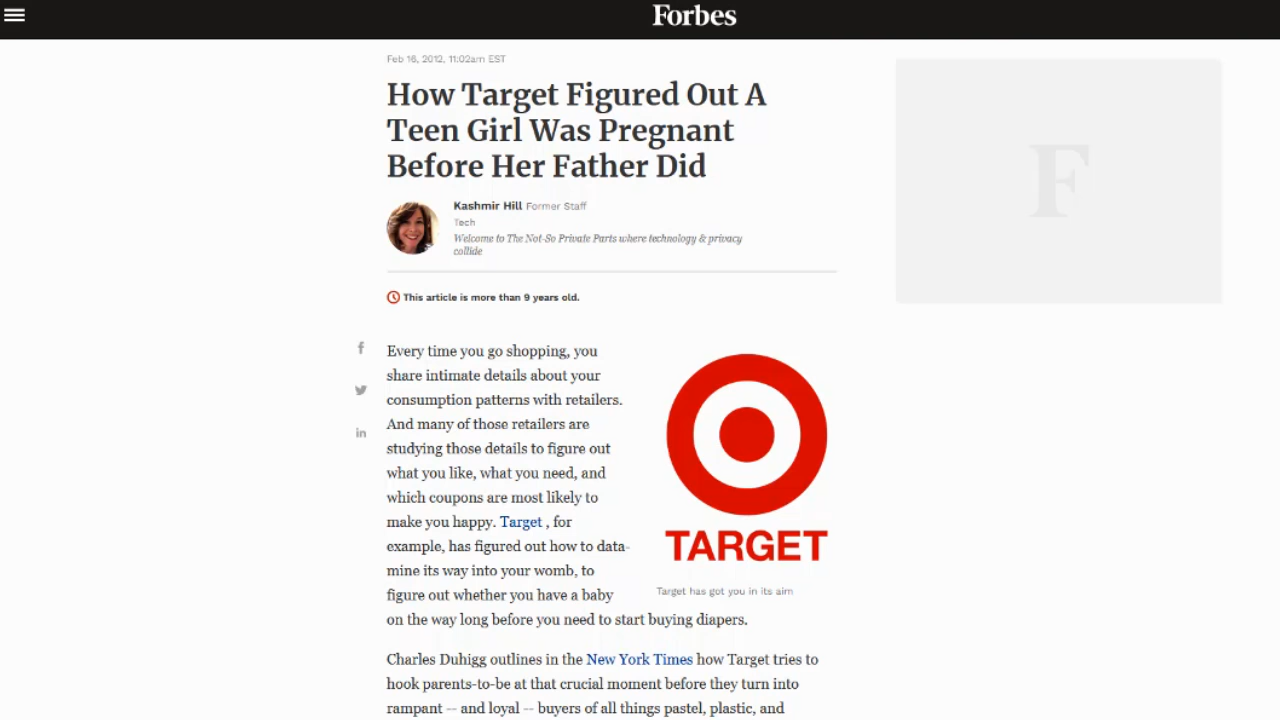 Forbes
Feb 16, 2012, 11:02am EST
How Target Figured Out A
Teen Girl Was Pregnant
Before Her Father Did
Kashmir Hill Former Staff
Tech
Welcome to The Not-So Private Parts where technology & privacy
collide
This article is more than 9 years old.
Every time you go shopping, you
share intimate details about your
consumption patterns with retailers.
And many of those retailers are
studying those details to figure out
what you like, what you need, and
which coupons are most likely to
make you happy. Target , for
example, has figured out how to data-
mine its way into your womb, to
figure out whether you have a baby
on the way long before you need to start buying diapers.
TARGET
Target has got you in its aim
Charles Duhigg outlines in the New York Times how Target tries to
hook parents-to-be at that crucial moment before they turn into
rampant -- and loyal -- buyers of all things pastel, plastic, and
F